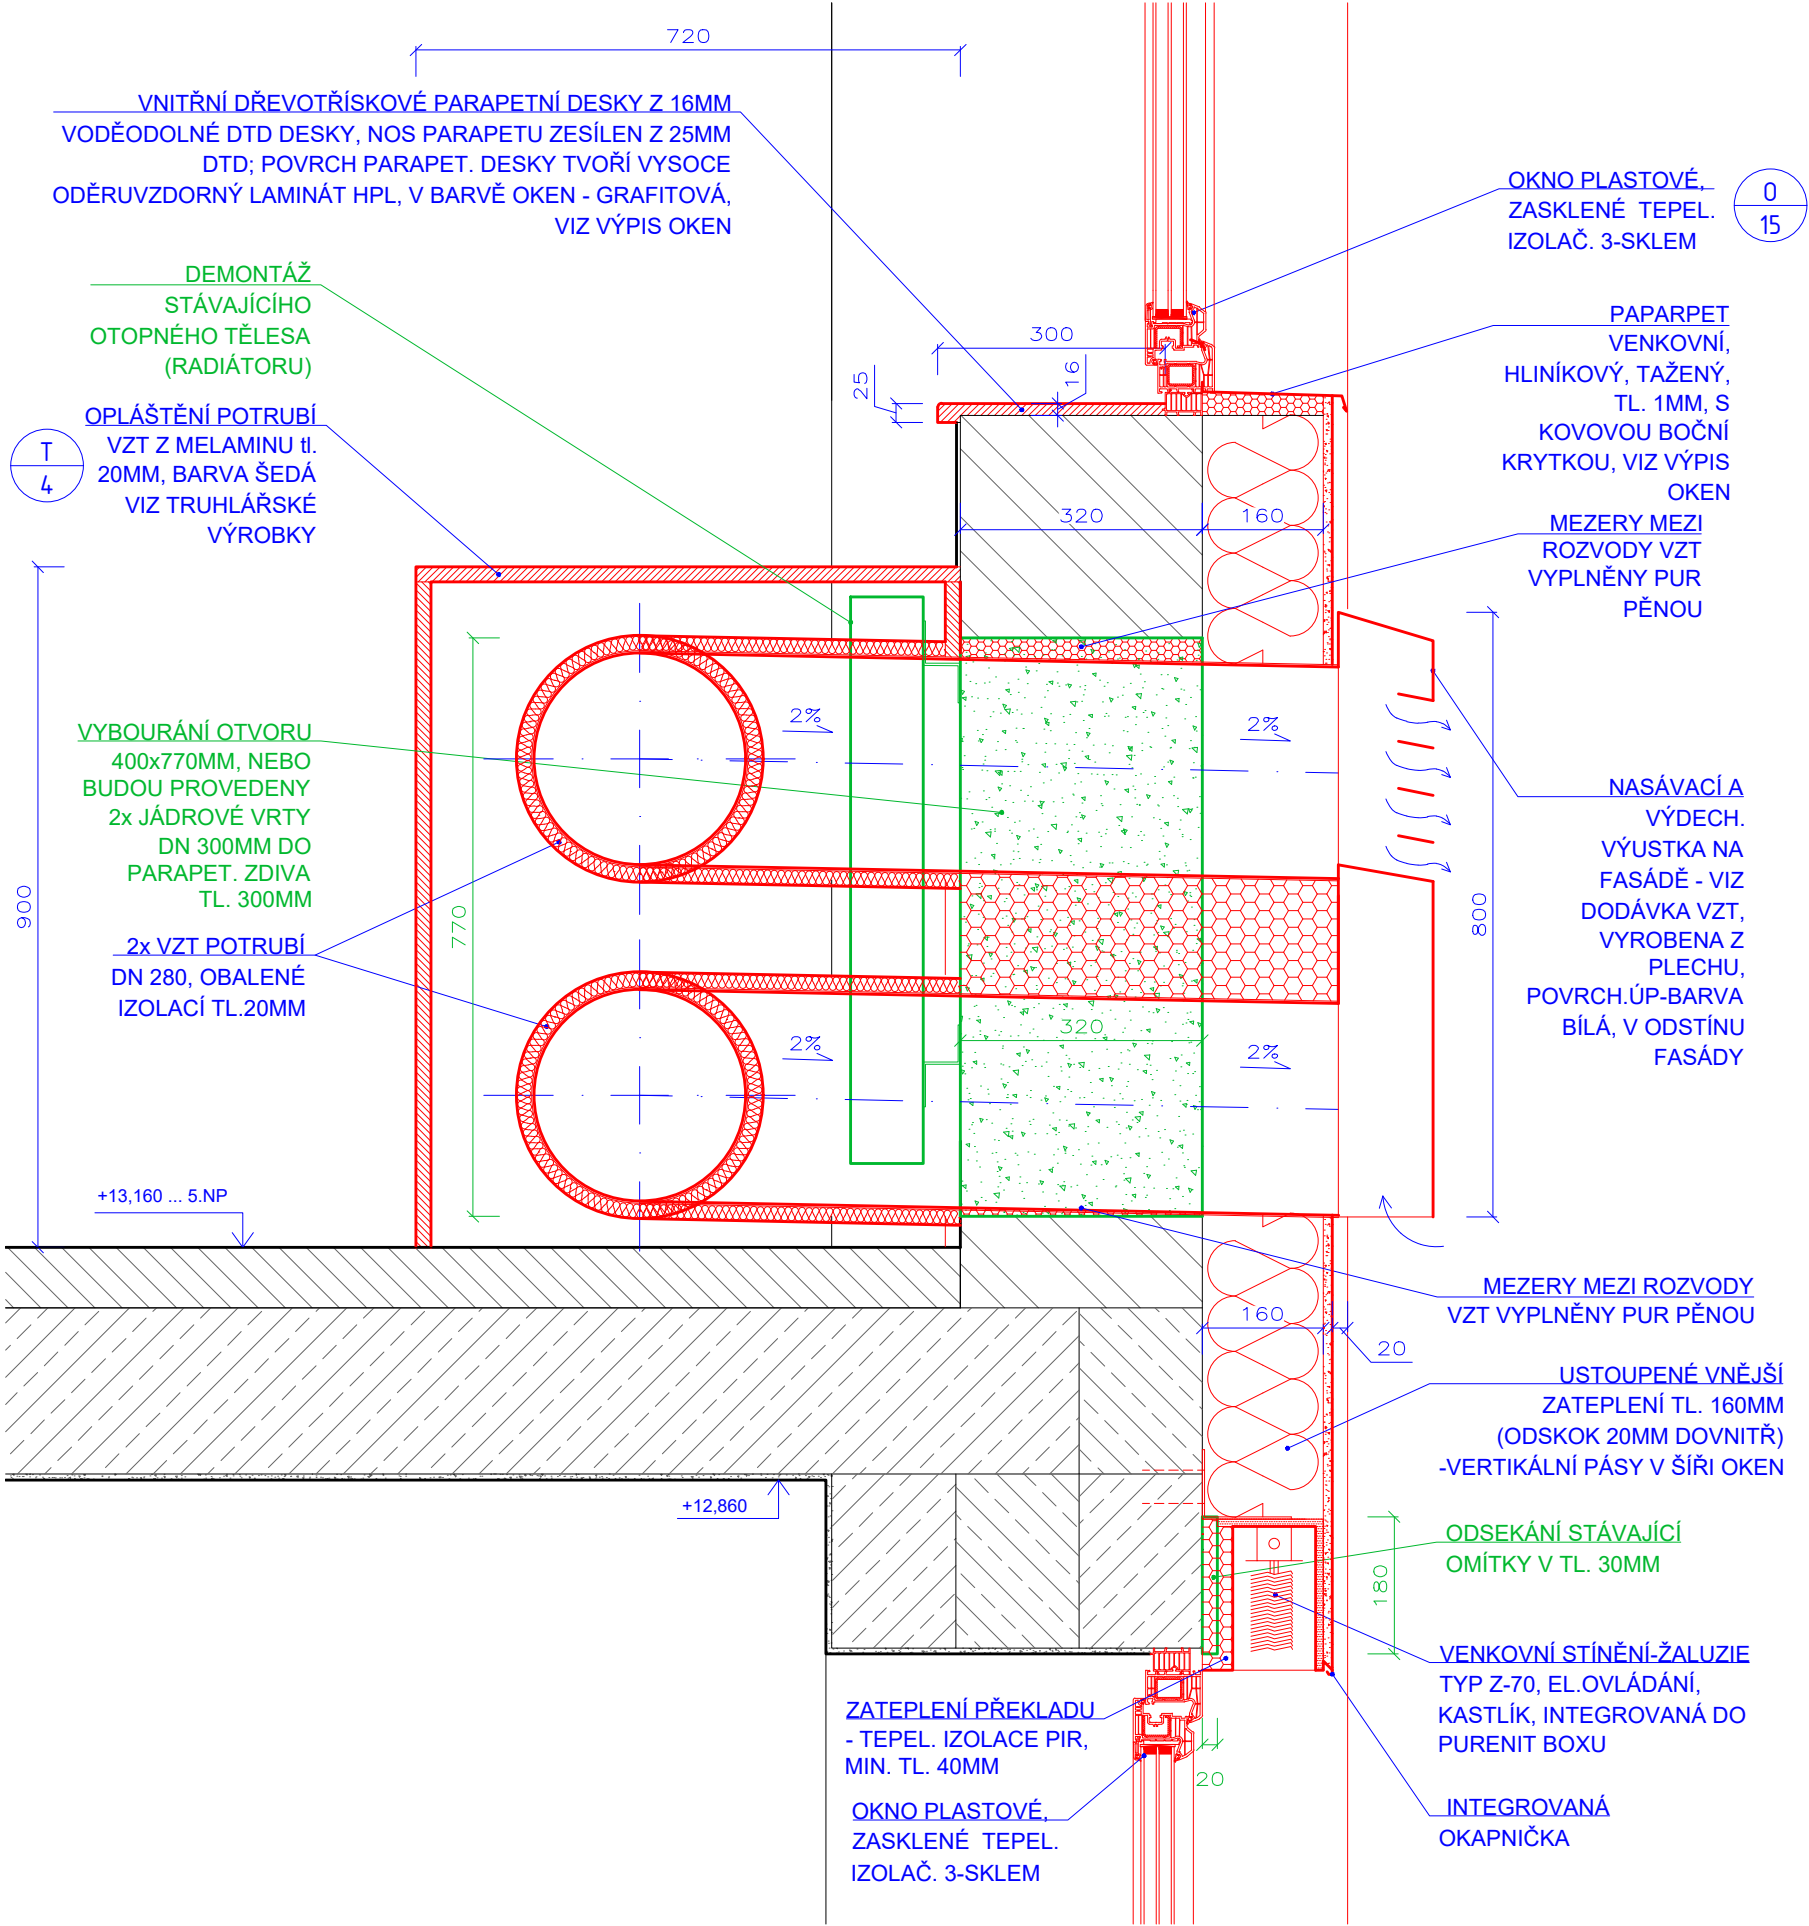 720
VNITŘNÍ DŘEVOTŘÍSKOVÉ PARAPETNÍ DESKY Z 16MM
VODĚODOLNÉ DTD DESKY, NOS PARAPETU ZESÍLEN Z 25MM
DTD; POVRCH PARAPET. DESKY TVOŘÍ VYSOCE
ODĚRUVZDORNÝ LAMINÁT HPL, V BARVĚ OKEN - GRAFITOVÁ,
VIZ VÝPIS OKEN
OKNO PLASTOVÉ,
ZASKLENÉ TEPEL.
IZOLAČ. 3-SKLEM
O
15
DEMONTÁŽ
STÁVAJÍCÍHO
OTOPNÉHO TĚLESA
(RADIÁTORU)
PAPARPET
VENKOVNÍ,
HLINÍKOVÝ, TAŽENÝ,
TL. 1MM, S
KOVOVOU BOČNÍ
KRYTKOU, VIZ VÝPIS
OKEN
300
25
16
OPLÁŠTĚNÍ POTRUBÍ
VZT Z MELAMINU tl.
20MM, BARVA ŠEDÁ
VIZ TRUHLÁŘSKÉ
VÝROBKY
T
4
320
160
MEZERY MEZI
ROZVODY VZT
VYPLNĚNY PUR
PĚNOU
VYBOURÁNÍ OTVORU
400x770MM, NEBO
BUDOU PROVEDENY
2x JÁDROVÉ VRTY
DN 300MM DO
PARAPET. ZDIVA
TL. 300MM
2%
2%
NASÁVACÍ A
VÝDECH.
VÝUSTKA NA
FASÁDĚ - VIZ
DODÁVKA VZT,
VYROBENA Z
PLECHU,
POVRCH.ÚP-BARVA
BÍLÁ, V ODSTÍNU
FASÁDY
900
770
800
2x VZT POTRUBÍ
DN 280, OBALENÉ
IZOLACÍ TL.20MM
320
2%
2%
+13,160 ... 5.NP
MEZERY MEZI ROZVODY
VZT VYPLNĚNY PUR PĚNOU
160
20
USTOUPENÉ VNĚJŠÍ
ZATEPLENÍ TL. 160MM
(ODSKOK 20MM DOVNITŘ)
-VERTIKÁLNÍ PÁSY V ŠÍŘI OKEN
+12,860
ODSEKÁNÍ STÁVAJÍCÍ
OMÍTKY V TL. 30MM
180
VENKOVNÍ STÍNĚNÍ-ŽALUZIE
TYP Z-70, EL.OVLÁDÁNÍ,
KASTLÍK, INTEGROVANÁ DO
PURENIT BOXU
ZATEPLENÍ PŘEKLADU
- TEPEL. IZOLACE PIR,
MIN. TL. 40MM
20
OKNO PLASTOVÉ,
ZASKLENÉ TEPEL.
IZOLAČ. 3-SKLEM
INTEGROVANÁ
OKAPNIČKA